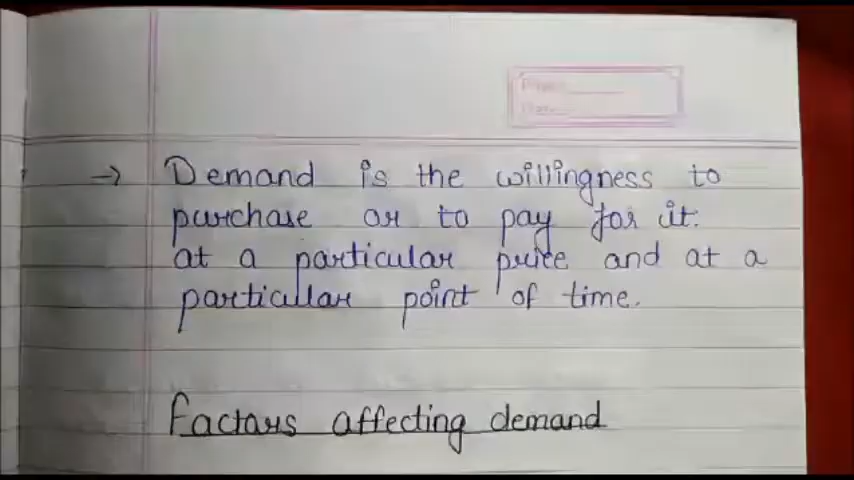 → Demand is the willingness to
purchase or to pay for it.
at a particular price and at a
particular point of time.
Factors affecting demand